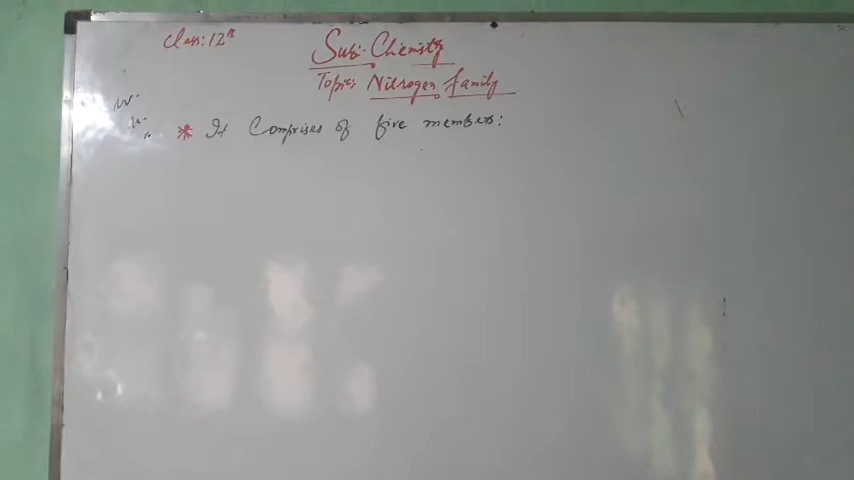 Class: 12th
Sub:- Chemistry
Topic: Nitrogen family
* It Comprises of five members: